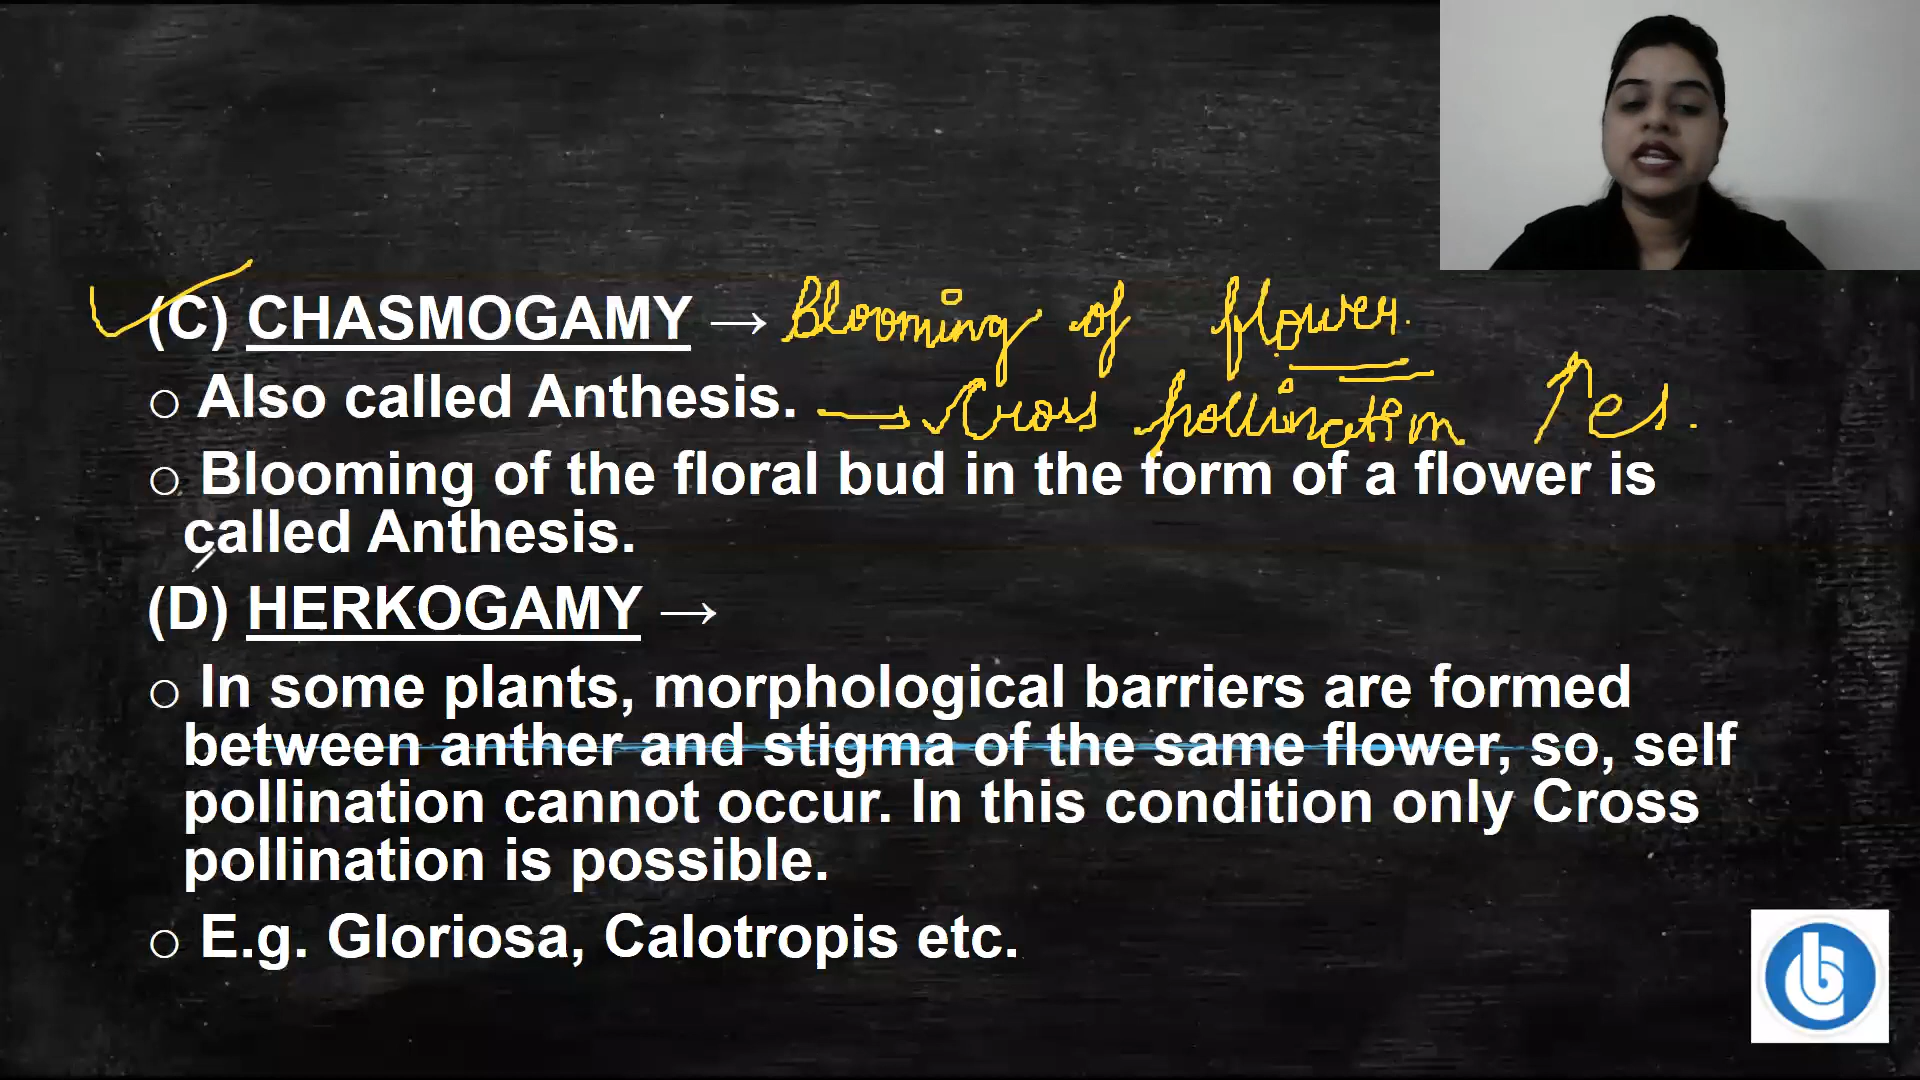 (C) CHASMOGAMY → Blooming of flower.
○ Also called Anthesis. → Cross pollination ↑es.
○ Blooming of the floral bud in the form of a flower is
called Anthesis.
(D) HERKOGAMY →
○ In some plants, morphological barriers are formed
between anther and stigma of the same flower, so, self
pollination cannot occur. In this condition only Cross
pollination is possible.
○ E.g. Gloriosa, Calotropis etc.